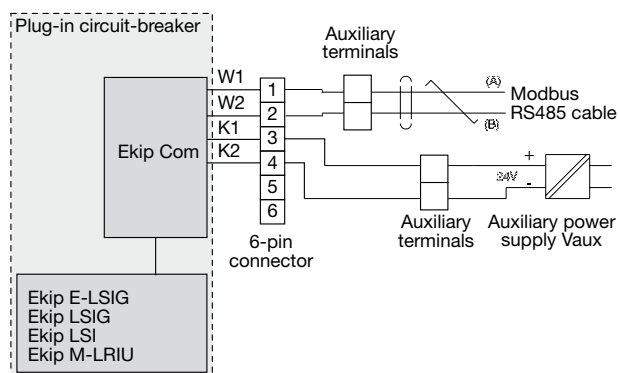 Plug-in circuit-breaker
Auxiliary
terminals
W1
W2
K1
K2
1
2
3
4
5
6
Ekip Com
(A)
(B)
Modbus
RS485 cable
+
24V
-
6-pin
connector
Auxiliary
terminals
Auxiliary power
supply Vaux
Ekip E-LSIG
Ekip LSIG
Ekip LSI
Ekip M-LRIU